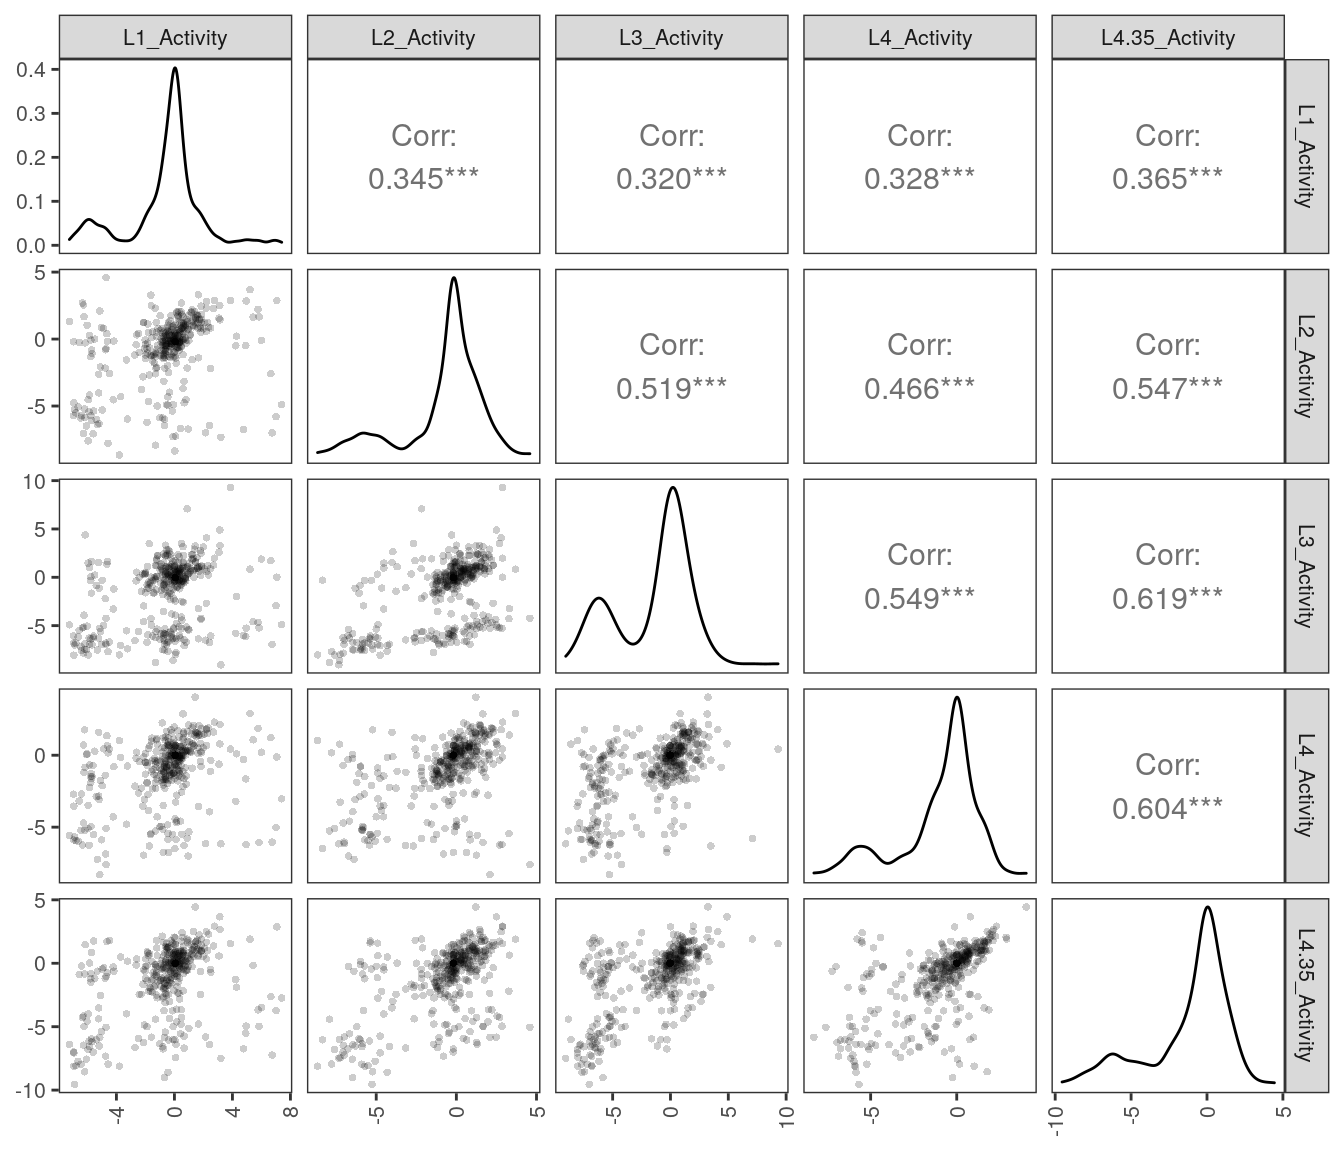 L1_Activity L2_Activity L3_Activity L4_Activity L4.35_Activity
0.4
0.3
0.2
0.1
0.0
Corr:
0.345***
Corr:
0.320***
Corr:
0.328***
Corr:
0.365***
L1_Activity
5
0
-5
Corr:
0.519***
Corr:
0.466***
Corr:
0.547***
L2_Activity
10
5
0
-5
Corr:
0.549***
Corr:
0.619***
L3_Activity
0
-5
Corr:
0.604***
L4_Activity
5
0
-5
-10
L4.35_Activity
-4 0 4 8
-5 0 5
-5 0 5 10
-5 0
-10 -5 0 5